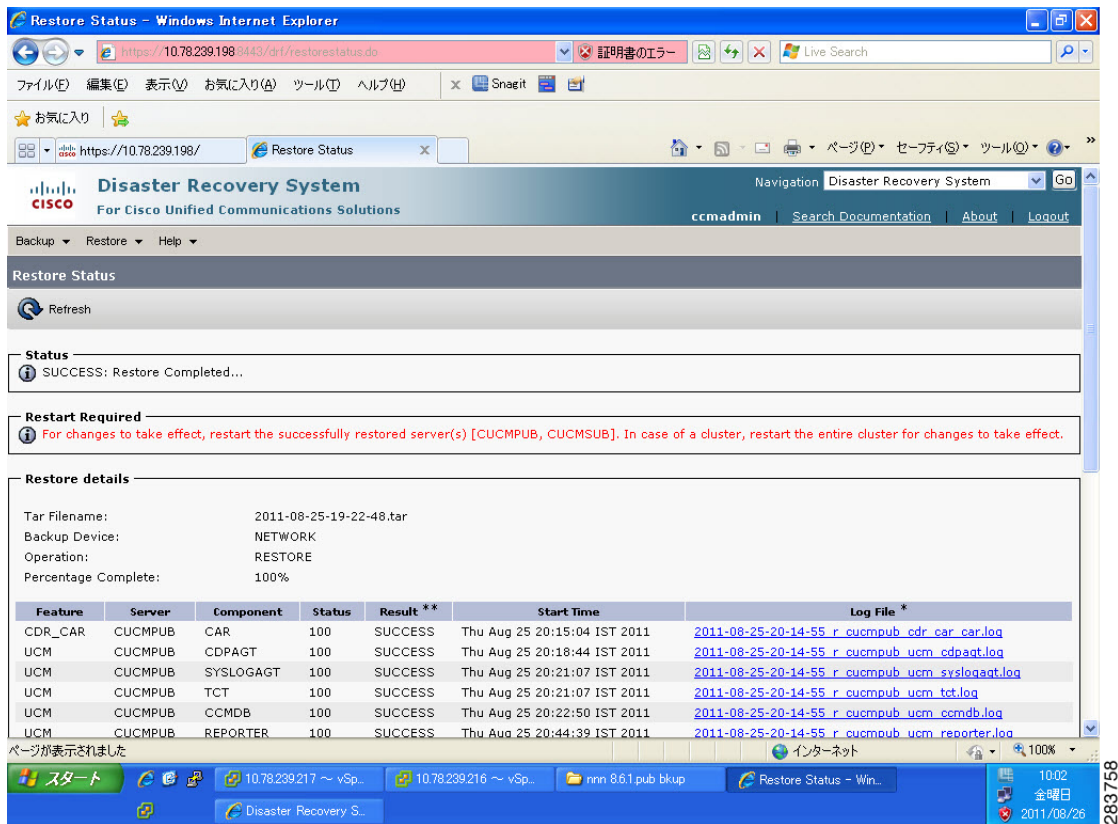 Restore Status - Windows Internet Explorer
https://10.78.239.198:8443/drf/restorestatus.do 証明書のエラー Live Search
ファイル(F) 編集(E) 表示(V) お気に入り(A) ツール(T) ヘルプ(H) x Snagit
お気に入り
https://10.78.239.198/ Restore Status x ページ(P) セーフティ(S) ツール(O) »
cisco Disaster Recovery System
For Cisco Unified Communications Solutions
Navigation Disaster Recovery System Go
ccmadmin | Search Documentation | About | Logout
Backup Restore Help
Restore Status
Refresh
Status
SUCCESS: Restore Completed...
Restart Required
For changes to take effect, restart the successfully restored server(s) [CUCMPUB, CUCMSUB]. In case of a cluster, restart the entire cluster for changes to take effect.
Restore details
Tar Filename: 2011-08-25-19-22-48.tar
Backup Device: NETWORK
Operation: RESTORE
Percentage Complete: 100%
Feature Server Component Status Result ** Start Time Log File *
CDR_CAR CUCMPUB CAR 100 SUCCESS Thu Aug 25 20:15:04 IST 2011 2011-08-25-20-14-55_r_cucmpub_cdr_car_car.log
UCM CUCMPUB CDPAGT 100 SUCCESS Thu Aug 25 20:18:44 IST 2011 2011-08-25-20-14-55_r_cucmpub_ucm_cdpagt.log
UCM CUCMPUB SYSLOGAGT 100 SUCCESS Thu Aug 25 20:21:07 IST 2011 2011-08-25-20-14-55_r_cucmpub_ucm_syslogagt.log
UCM CUCMPUB TCT 100 SUCCESS Thu Aug 25 20:21:07 IST 2011 2011-08-25-20-14-55_r_cucmpub_ucm_tct.log
UCM CUCMPUB CCMDB 100 SUCCESS Thu Aug 25 20:22:50 IST 2011 2011-08-25-20-14-55_r_cucmpub_ucm_ccmdb.log
UCM CUCMPUB REPORTER 100 SUCCESS Thu Aug 25 20:44:39 IST 2011 2011-08-25-20-14-55_r_cucmpub_ucm_reporter.log
ページが表示されました インターネット 100%
スタート 10.78.239.217 ～ vSp... 10.78.239.216 ～ vSp... nnn 8.6.1 pub bkup Restore Status - Win... 10:02
金曜日
Disaster Recovery S... 2011/08/26
283758